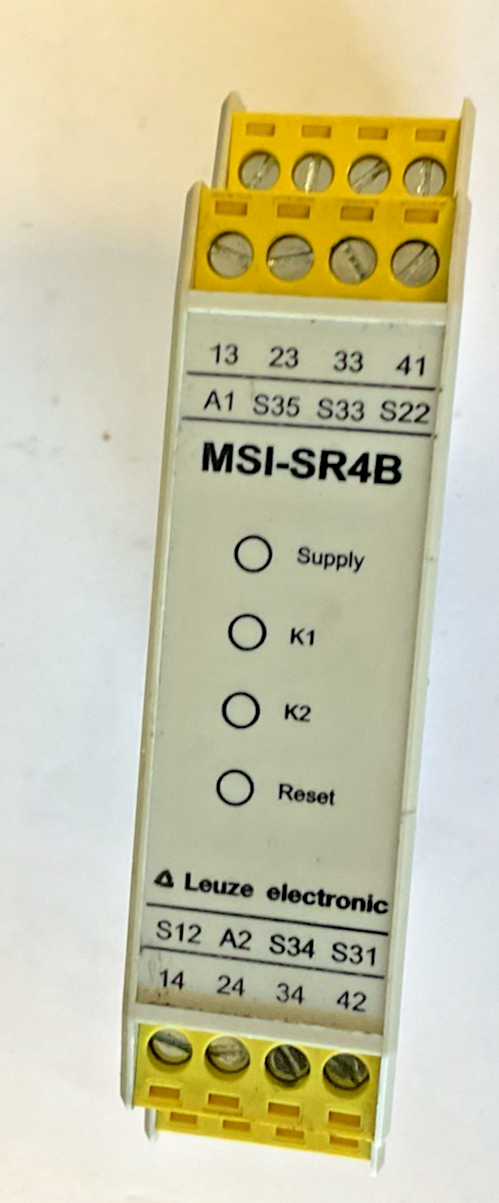 13 23 33 41
A1 S35 S33 S22
MSI-SR4B
Supply
K1
K2
Reset
Leuze electronic
S12 A2 S34 S31
14 24 34 42